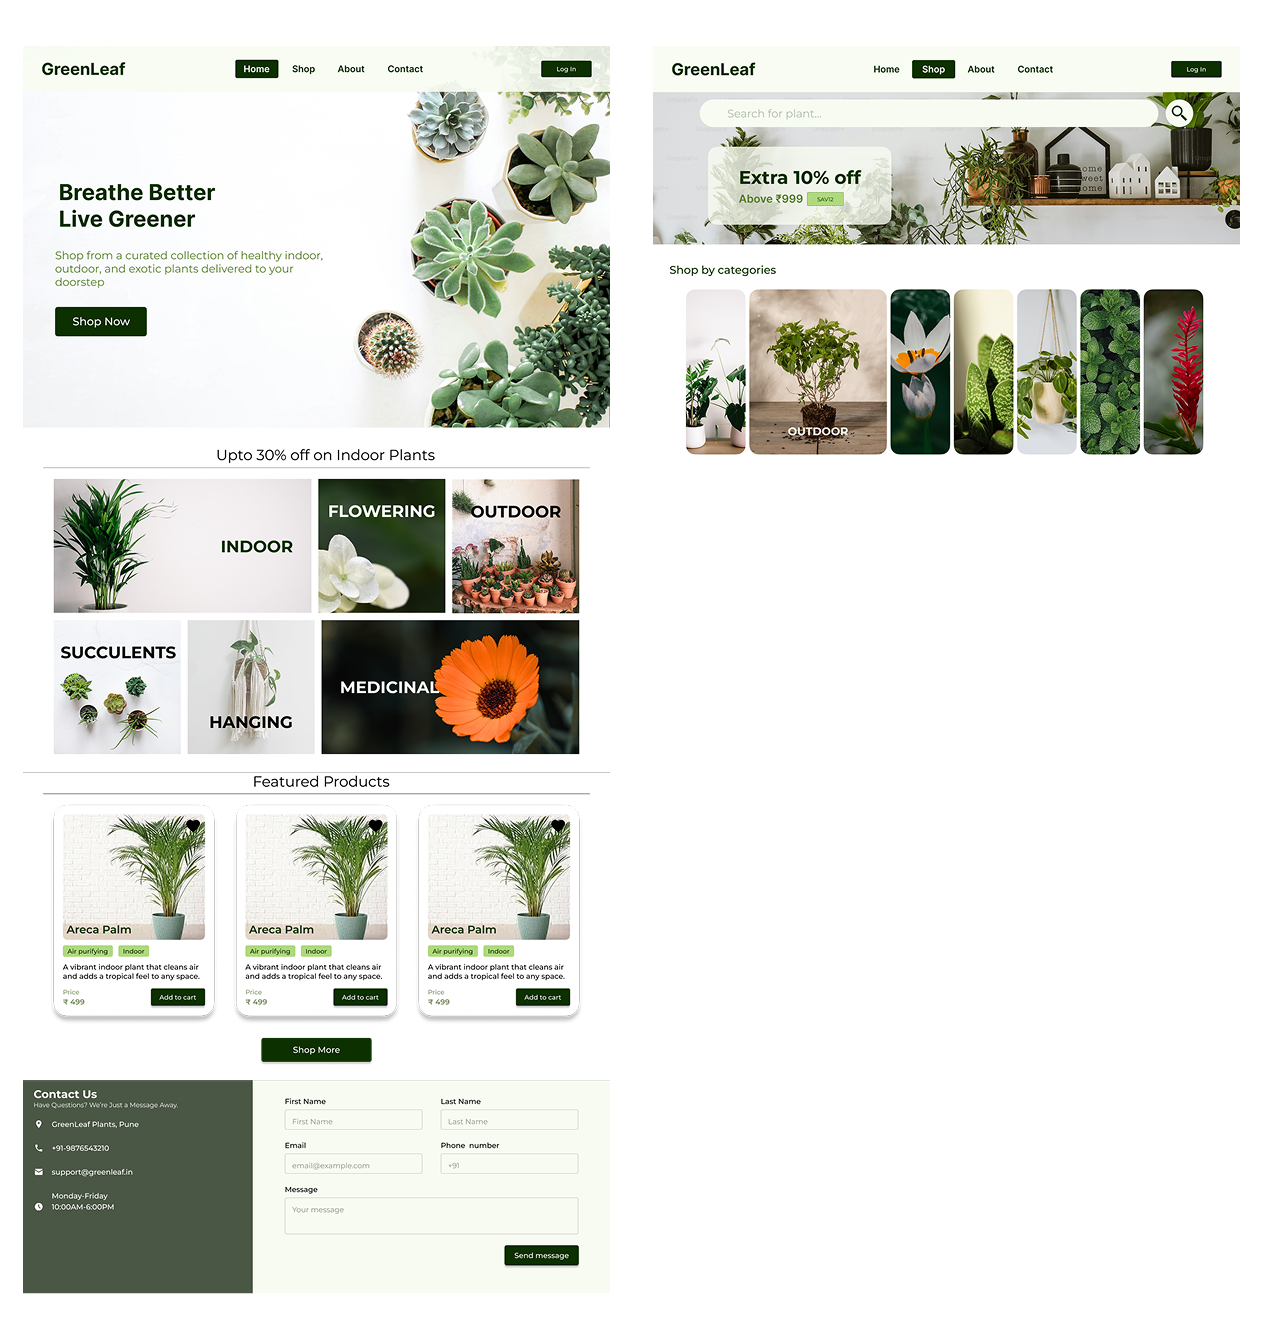 GreenLeaf
Home
Shop
About
Contact
Log In
Breathe Better
Live Greener
Shop from a curated collection of healthy indoor,
outdoor, and exotic plants delivered to your
doorstep
Shop Now
Upto 30% off on Indoor Plants
INDOOR
FLOWERING
OUTDOOR
SUCCULENTS
HANGING
MEDICINAL
Featured Products
Areca Palm
Air purifying
Indoor
A vibrant indoor plant that cleans air
and adds a tropical feel to any space.
Price
₹ 499
Add to cart
Areca Palm
Air purifying
Indoor
A vibrant indoor plant that cleans air
and adds a tropical feel to any space.
Price
₹ 499
Add to cart
Areca Palm
Air purifying
Indoor
A vibrant indoor plant that cleans air
and adds a tropical feel to any space.
Price
₹ 499
Add to cart
Shop More
Contact Us
Have Questions? We're Just a Message Away.
GreenLeaf Plants, Pune
+91-9876543210
support@greenleaf.in
Monday-Friday
10:00AM-6:00PM
First Name
First Name
Last Name
Last Name
Email
email@example.com
Phone number
+91
Message
Your message
Send message
GreenLeaf
Home
Shop
About
Contact
Log In
Search for plant...
Extra 10% off
Above ₹999
SAV12
home
sweet
home
Shop by categories
OUTDOOR